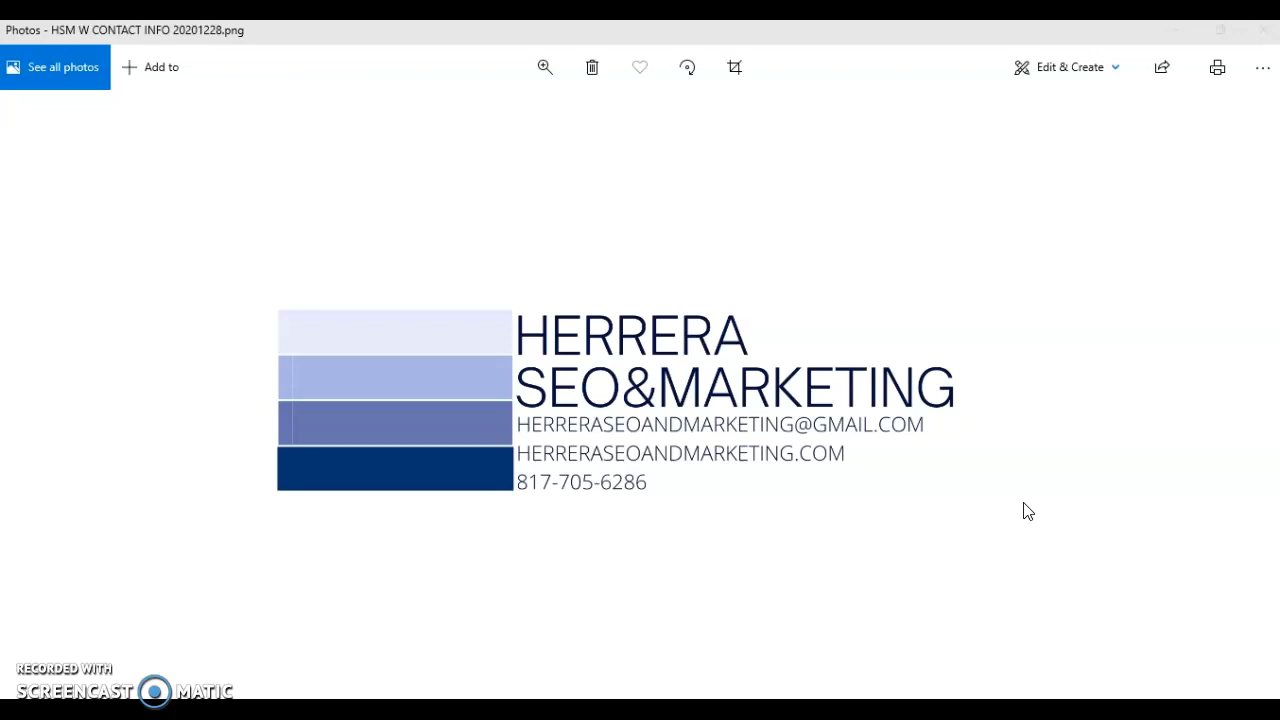 Photos - HSM W CONTACT INFO 20201228.png
See all photos
Add to
Edit & Create
HERRERA
SEO&MARKETING
HERRERASEOANDMARKETING@GMAIL.COM
HERRERASEOANDMARKETING.COM
817-705-6286
RECORDED WITH
SCREENCAST MATIC